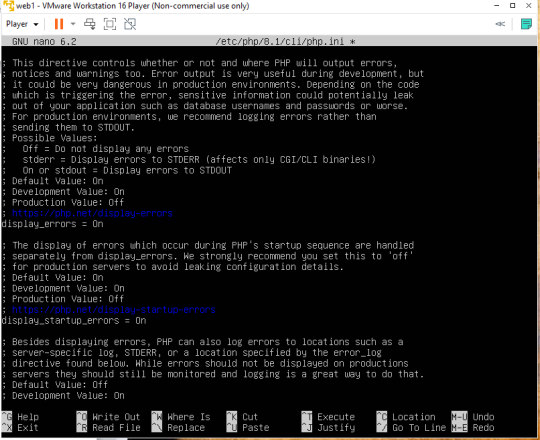 web1 - VMware Workstation 16 Player (Non-commercial use only)
Player
GNU nano 6.2 /etc/php/8.1/cli/php.ini *
; This directive controls whether or not and where PHP will output errors,
; notices and warnings too. Error output is very useful during development, but
; it could be very dangerous in production environments. Depending on the code
; which is triggering the error, sensitive information could potentially leak
; out of your application such as database usernames and passwords or worse.
; For production environments, we recommend logging errors rather than
; sending them to STDOUT.
; Possible Values:
;   Off = Do not display any errors
;   stderr = Display errors to STDERR (affects only CGI/CLI binaries!)
;   On or stdout = Display errors to STDOUT
; Default Value: On
; Development Value: On
; Production Value: Off
; https://php.net/display-errors
display_errors = On
; The display of errors which occur during PHP's startup sequence are handled
; separately from display_errors. We strongly recommend you set this to 'off'
; for production servers to avoid leaking configuration details.
; Default Value: On
; Development Value: On
; Production Value: Off
; https://php.net/display-startup-errors
display_startup_errors = On
; Besides displaying errors, PHP can also log errors to locations such as a
; server-specific log, STDERR, or a location specified by the error_log
; directive found below. While errors should not be displayed on productions
; servers they should still be monitored and logging is a great way to do that.
; Default Value: Off
; Development Value: On
^G Help ^O Write Out ^W Where Is ^K Cut ^T Execute ^C Location M-U Undo
^X Exit ^R Read File ^\ Replace ^U Paste ^J Justify ^/ Go To Line M-E Redo